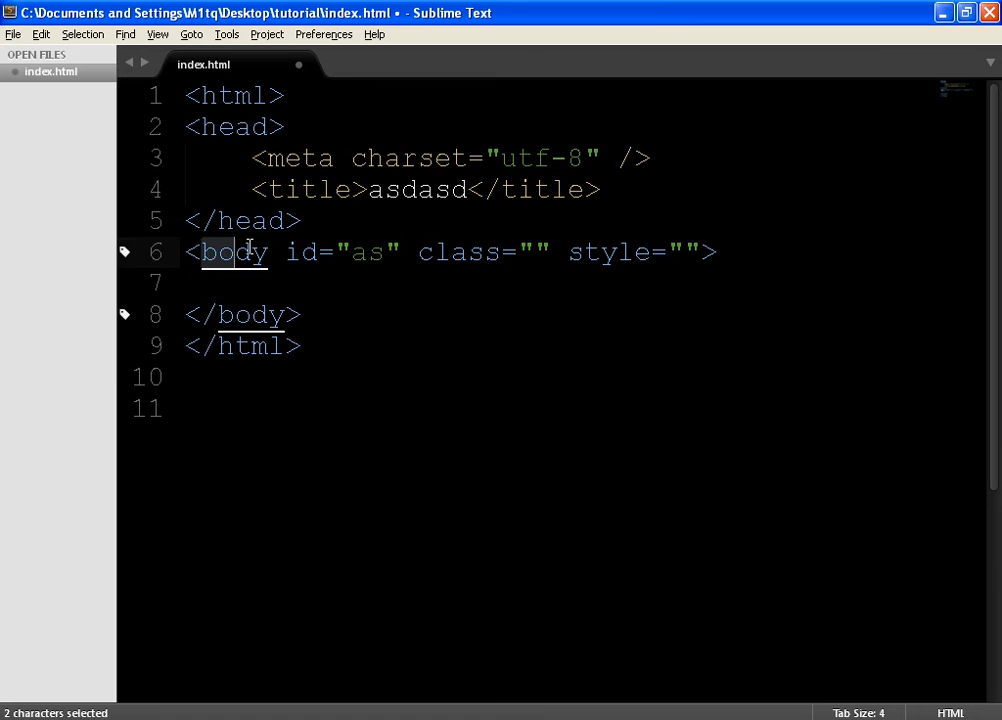 C:\Documents and Settings\M1tq\Desktop\tutorial\index.html • - Sublime Text
File Edit Selection Find View Goto Tools Project Preferences Help
OPEN FILES
index.html
index.html
1 <html>
2 <head>
3 <meta charset="utf-8" />
4 <title>asdasd</title>
5 </head>
6 <body id="as" class="" style="">
7
8 </body>
9 </html>
10
11
2 characters selected Tab Size: 4 HTML